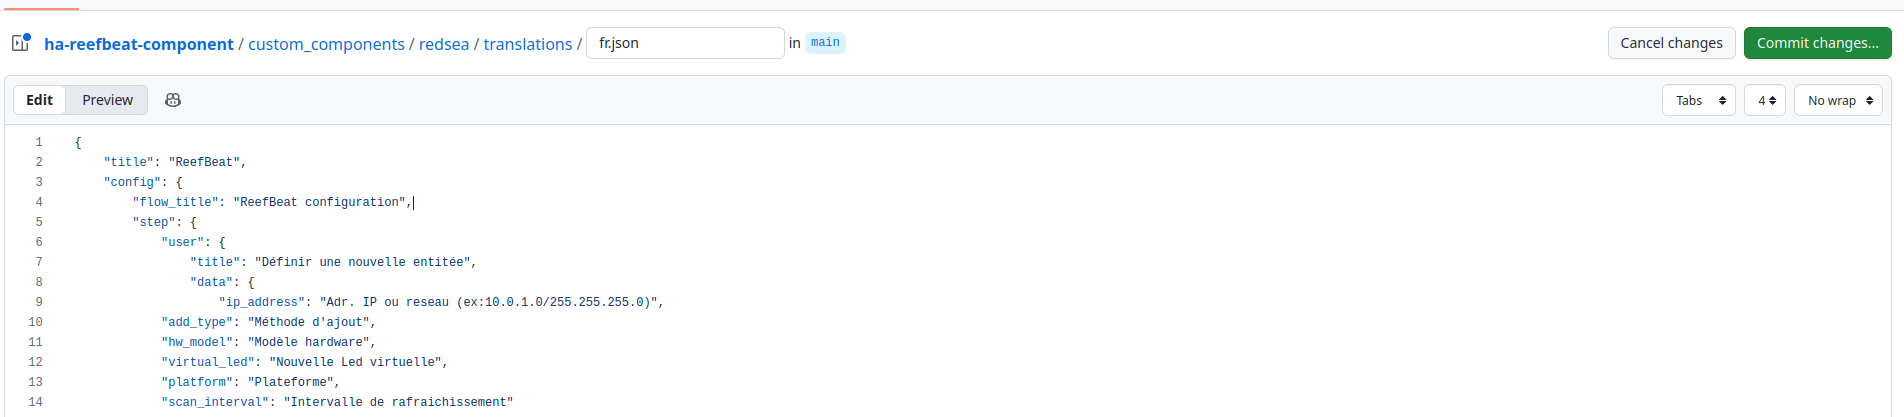 ha-reefbeat-component / custom_components / redsea / translations / fr.json in main Cancel changes Commit changes...
Edit Preview Tabs 4 No wrap
1 {
2 "title": "ReefBeat",
3 "config": {
4 "flow_title": "ReefBeat configuration",
5 "step": {
6 "user": {
7 "title": "Définir une nouvelle entitée",
8 "data": {
9 "ip_address": "Adr. IP ou reseau (ex:10.0.1.0/255.255.255.0)",
10 "add_type": "Méthode d'ajout",
11 "hw_model": "Modèle hardware",
12 "virtual_led": "Nouvelle Led virtuelle",
13 "platform": "Plateforme",
14 "scan_interval": "Intervalle de rafraichissement"